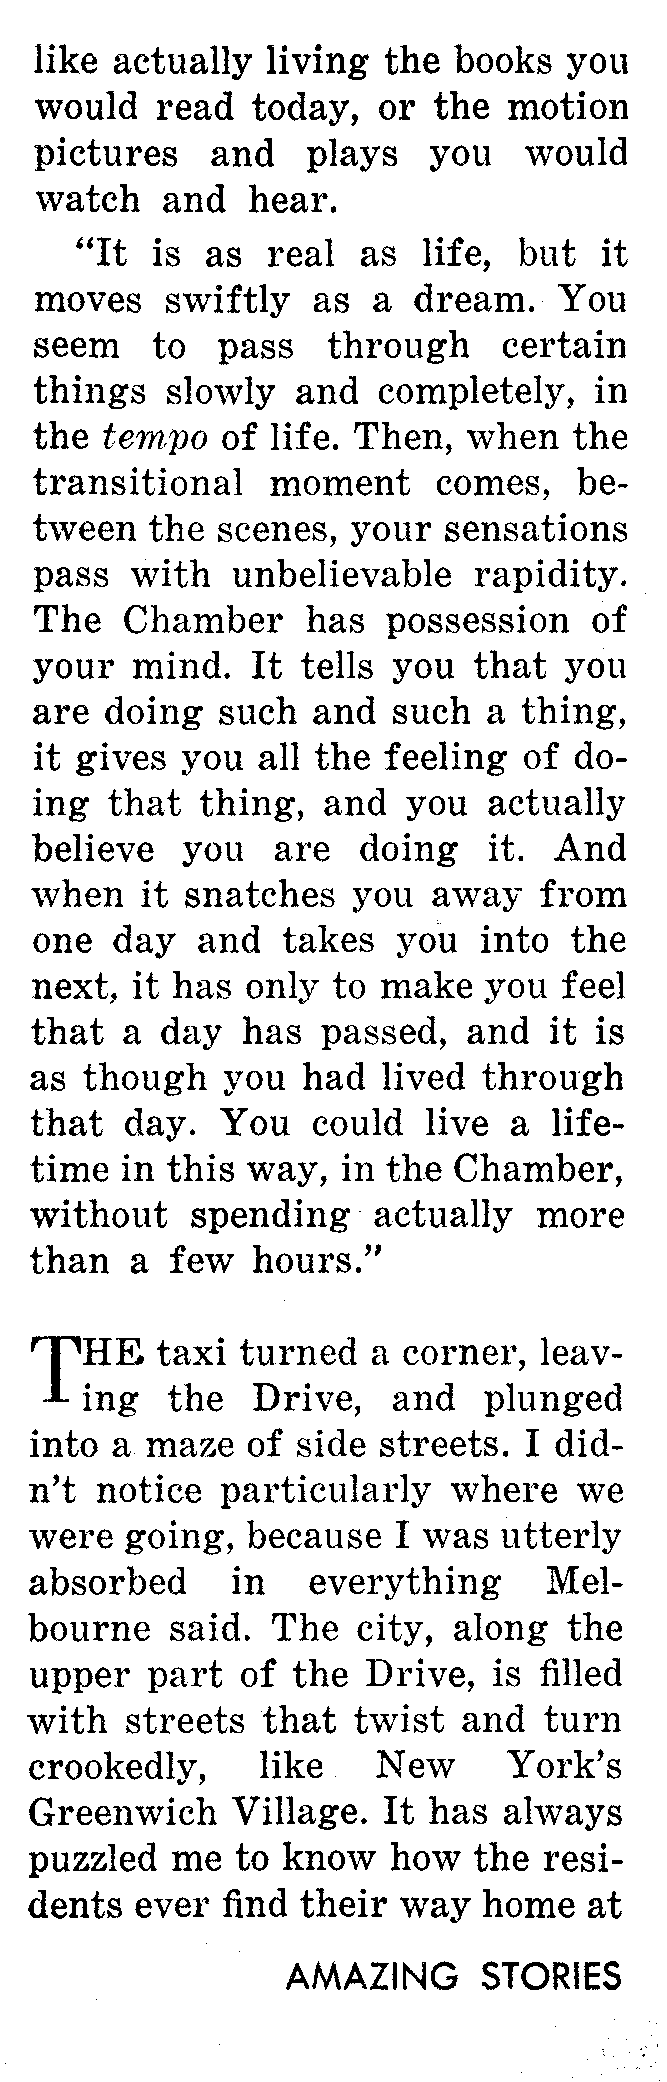 like actually living the books you
would read today, or the motion
pictures and plays you would
watch and hear.
“It is as real as life, but it
moves swiftly as a dream. You
seem to pass through certain
things slowly and completely, in
the tempo of life. Then, when the
transitional moment comes, be-
tween the scenes, your sensations
pass with unbelievable rapidity.
The Chamber has possession of
your mind. It tells you that you
are doing such and such a thing,
it gives you all the feeling of do-
ing that thing, and you actually
believe you are doing it. And
when it snatches you away from
one day and takes you into the
next, it has only to make you feel
that a day has passed, and it is
as though you had lived through
that day. You could live a life-
time in this way, in the Chamber,
without spending actually more
than a few hours.”
THE taxi turned a corner, leav-
ing the Drive, and plunged
into a maze of side streets. I did-
n’t notice particularly where we
were going, because I was utterly
absorbed in everything Mel-
bourne said. The city, along the
upper part of the Drive, is filled
with streets that twist and turn
crookedly, like New York’s
Greenwich Village. It has always
puzzled me to know how the resi-
dents ever find their way home at
AMAZING STORIES